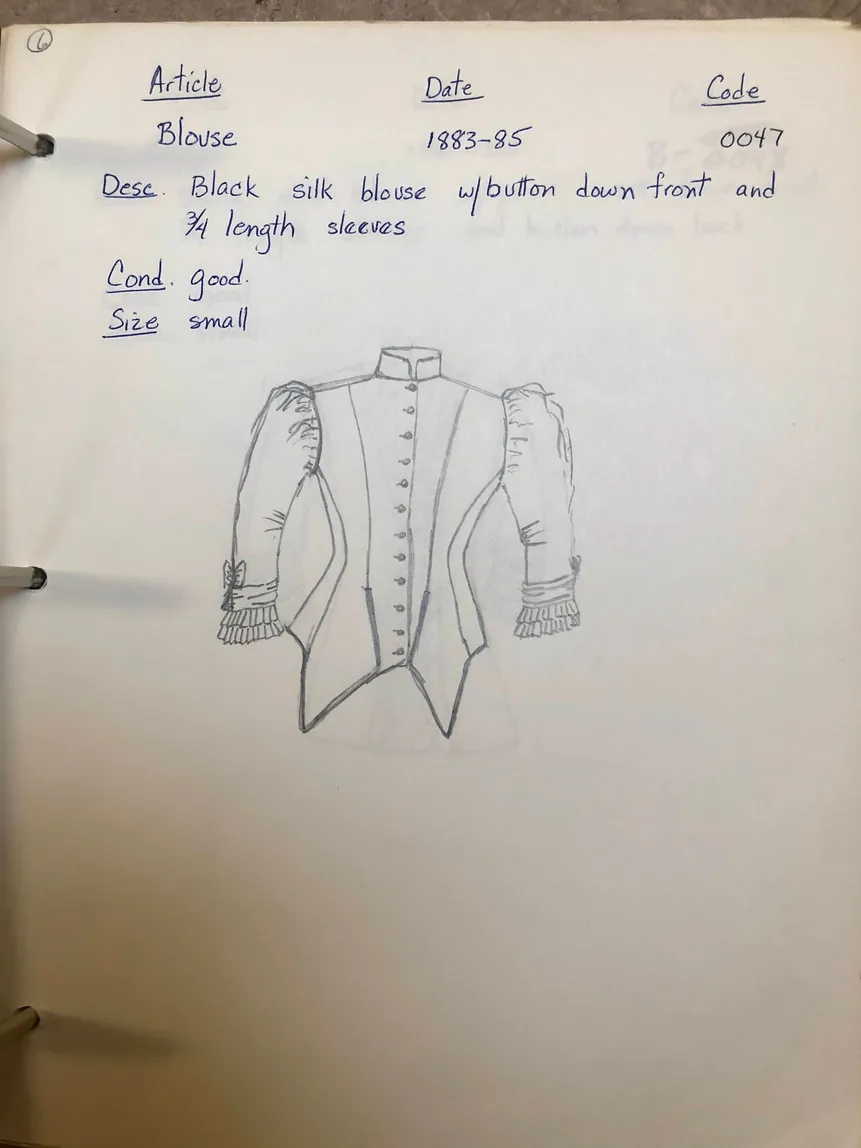 6
Article Date Code
Blouse 1883-85 0047
Desc. Black silk blouse w/button down front and
3/4 length sleeves
Cond. good.
Size small